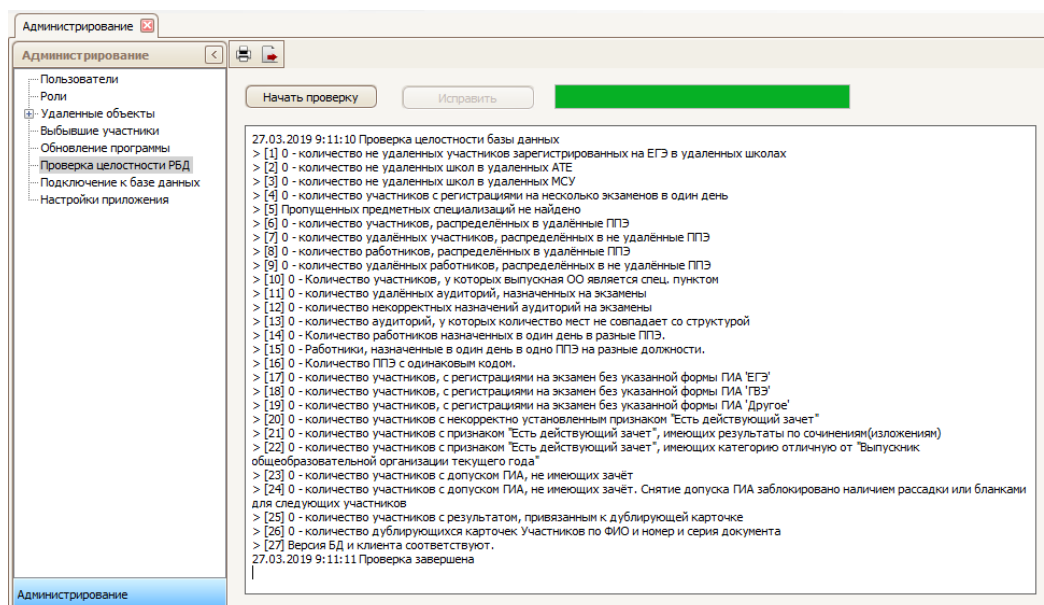 Администрирование
Администрирование
Пользователи
Роли
Удаленные объекты
Выбывшие участники
Обновление программы
Проверка целостности РБД
Подключение к базе данных
Настройки приложения
Администрирование
Начать проверку
Исправить
27.03.2019 9:11:10 Проверка целостности базы данных
> [1] 0 - количество не удаленных участников зарегистрированных на ЕГЭ в удаленных школах
> [2] 0 - количество не удаленных школ в удаленных АТЕ
> [3] 0 - количество не удаленных школ в удаленных МСУ
> [4] 0 - количество участников с регистрациями на несколько экзаменов в один день
> [5] Пропущенных предметных специализаций не найдено
> [6] 0 - количество участников, распределённых в удалённые ППЭ
> [7] 0 - количество удалённых участников, распределённых в не удалённые ППЭ
> [8] 0 - количество работников, распределённых в удалённые ППЭ
> [9] 0 - количество удалённых работников, распределённых в не удалённые ППЭ
> [10] 0 - Количество участников, у которых выпускная ОО является спец. пунктом
> [11] 0 - количество удалённых аудиторий, назначенных на экзамены
> [12] 0 - количество некорректных назначений аудиторий на экзамены
> [13] 0 - количество аудиторий, у которых количество мест не совпадает со структурой
> [14] 0 - Количество работников назначенных в один день в разные ППЭ.
> [15] 0 - Работники, назначенные в один день в одно ППЭ на разные должности.
> [16] 0 - Количество ППЭ с одинаковым кодом.
> [17] 0 - количество участников, с регистрациями на экзамен без указанной формы ГИА 'ЕГЭ'
> [18] 0 - количество участников, с регистрациями на экзамен без указанной формы ГИА 'ГВЭ'
> [19] 0 - количество участников, с регистрациями на экзамен без указанной формы ГИА 'Другое'
> [20] 0 - количество участников с некорректно установленным признаком "Есть действующий зачет"
> [21] 0 - количество участников с признаком "Есть действующий зачет", имеющих результаты по сочинениям(изложениям)
> [22] 0 - количество участников с признаком "Есть действующий зачет", имеющих категорию отличную от "Выпускник
общеобразовательной организации текущего года"
> [23] 0 - количество участников с допуском ГИА, не имеющих зачёт
> [24] 0 - количество участников с допуском ГИА, не имеющих зачёт. Снятие допуска ГИА заблокировано наличием рассадки или бланками
для следующих участников
> [25] 0 - количество участников с результатом, привязанным к дублирующей карточке
> [26] 0 - количество дублирующихся карточек Участников по ФИО и номер и серия документа
> [27] Версия БД и клиента соответствуют.
27.03.2019 9:11:11 Проверка завершена